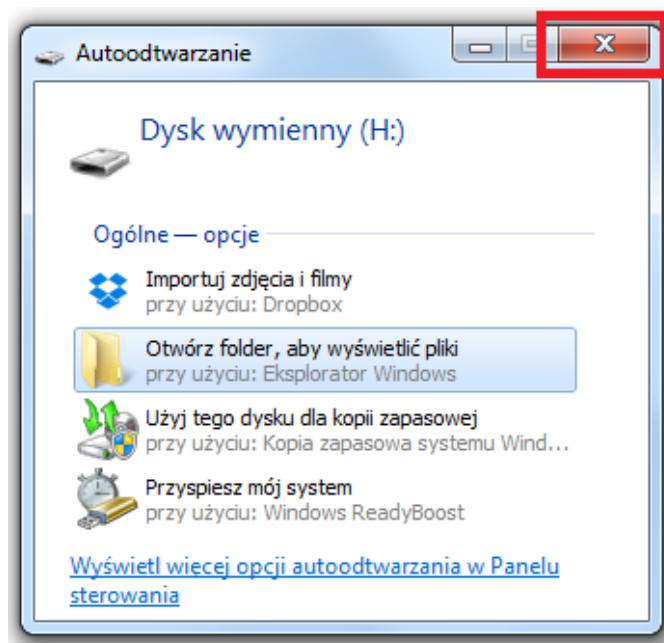 Autoodtwarzanie
Dysk wymienny (H:)
Ogólne — opcje
Importuj zdjęcia i filmy
przy użyciu: Dropbox
Otwórz folder, aby wyświetlić pliki
przy użyciu: Eksplorator Windows
Użyj tego dysku dla kopii zapasowej
przy użyciu: Kopia zapasowa systemu Wind...
Przyspiesz mój system
przy użyciu: Windows ReadyBoost
Wyświetl więcej opcji autoodtwarzania w Panelu
sterowania